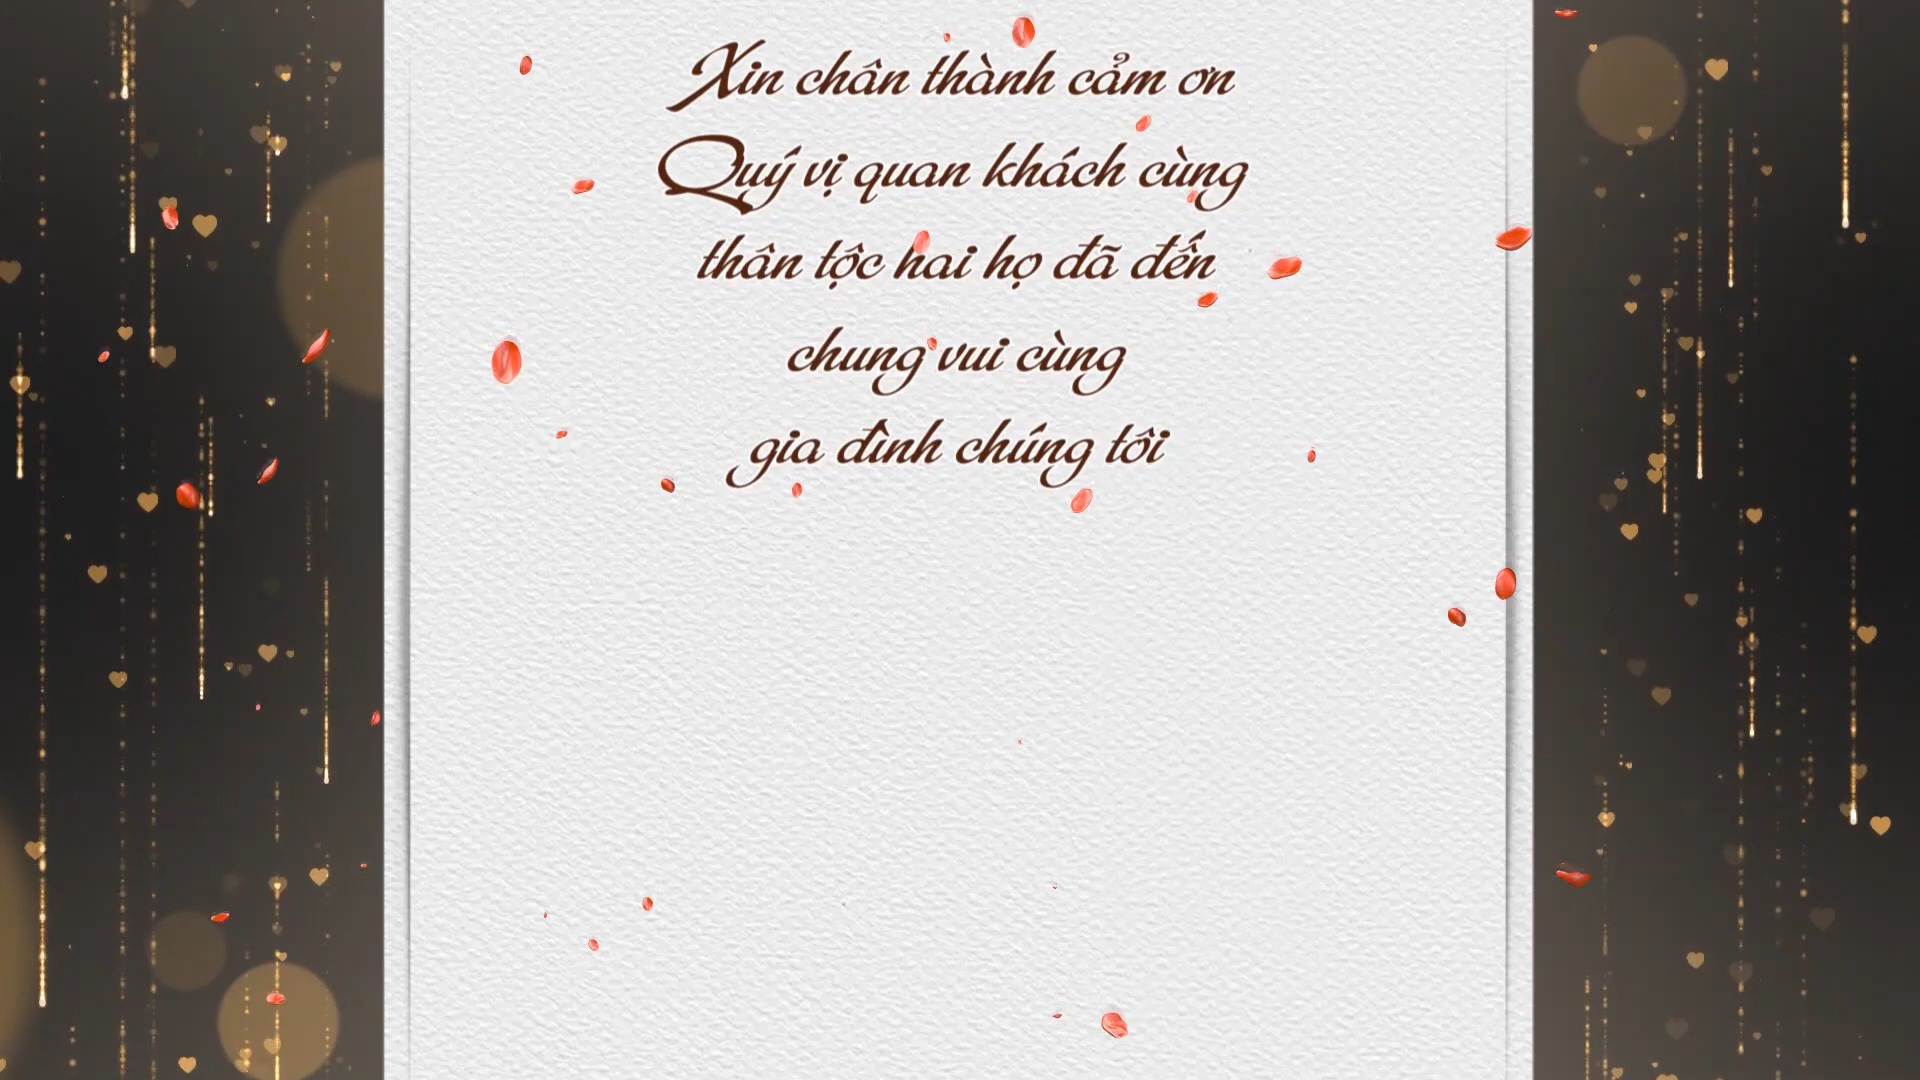 Xin chân thành cảm ơn
Quý vị quan khách cùng
thân tộc hai họ đã đến
chung vui cùng
gia đình chúng tôi